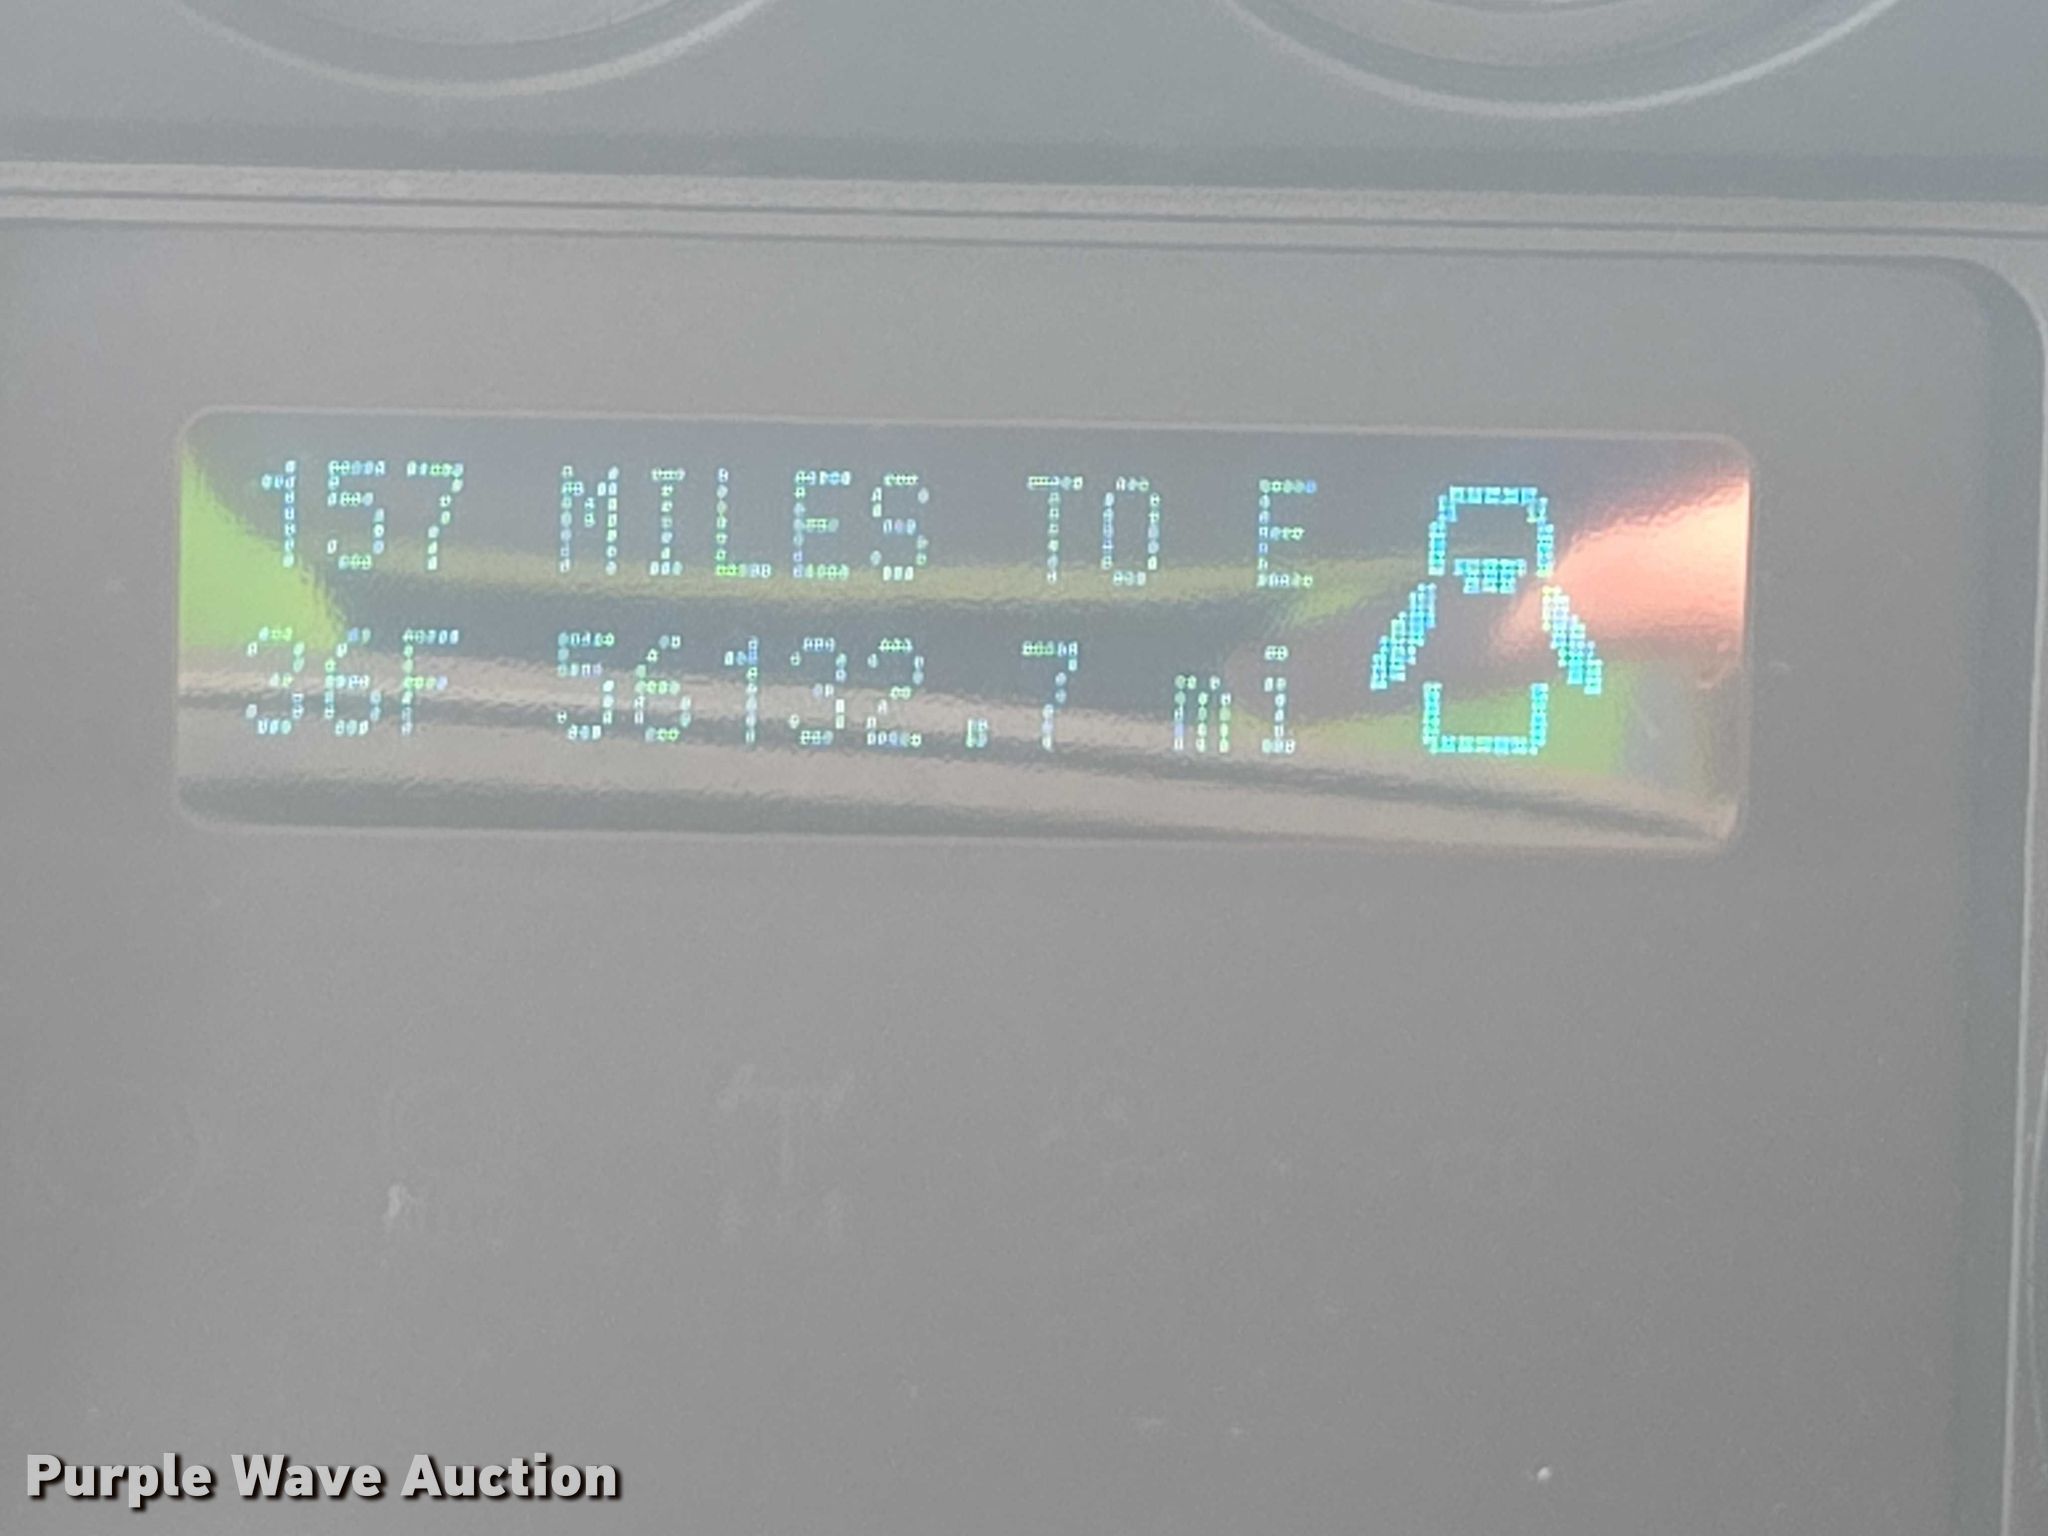 157 MILES TO E
36F 56132.7 mi
Purple Wave Auction